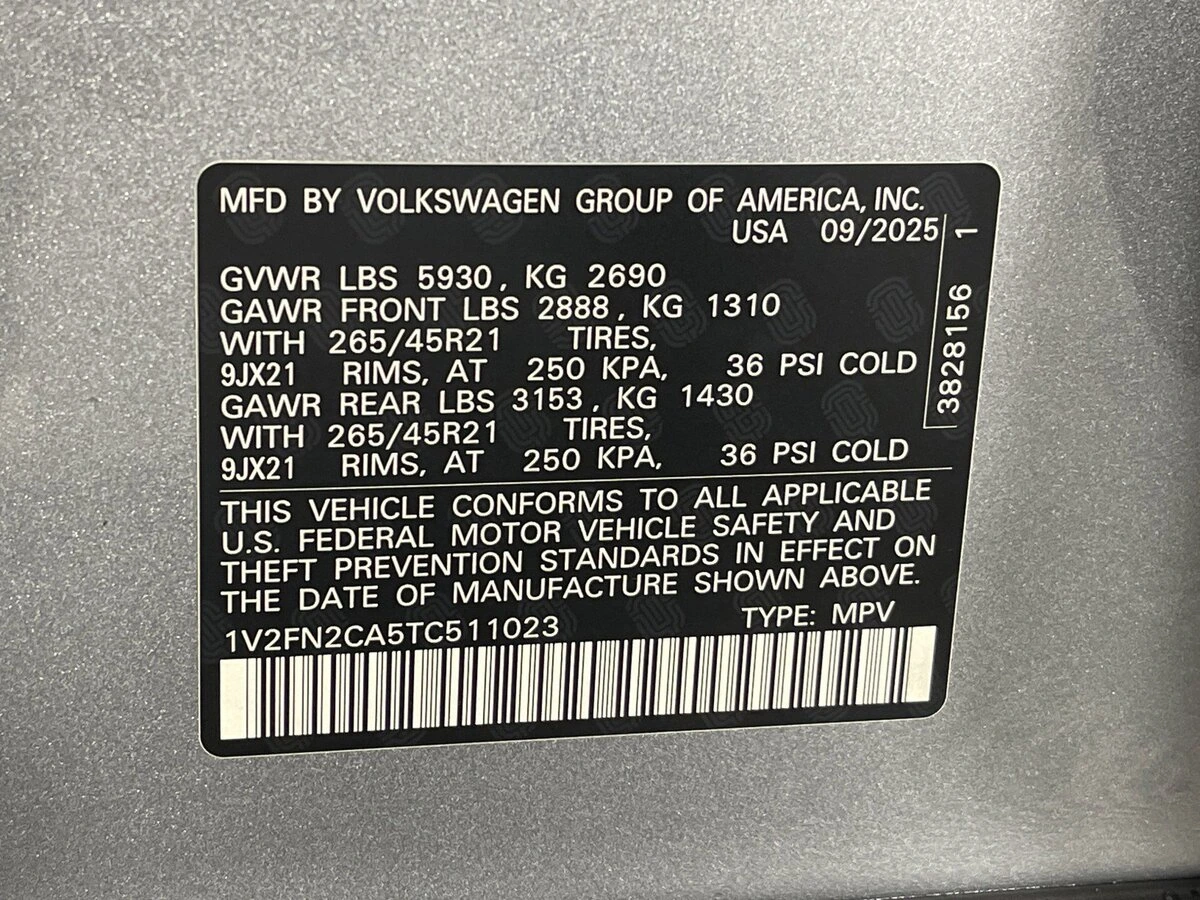 MFD BY VOLKSWAGEN GROUP OF AMERICA, INC.
USA 09/2025
GVWR LBS 5930, KG 2690
GAWR FRONT LBS 2888, KG 1310
WITH 265/45R21 TIRES,
9JX21 RIMS, AT 250 KPA, 36 PSI COLD
GAWR REAR LBS 3153, KG 1430
WITH 265/45R21 TIRES,
9JX21 RIMS, AT 250 KPA, 36 PSI COLD
THIS VEHICLE CONFORMS TO ALL APPLICABLE
U.S. FEDERAL MOTOR VEHICLE SAFETY AND
THEFT PREVENTION STANDARDS IN EFFECT ON
THE DATE OF MANUFACTURE SHOWN ABOVE.
1V2FN2CA5TC511023 TYPE: MPV
3828156 1